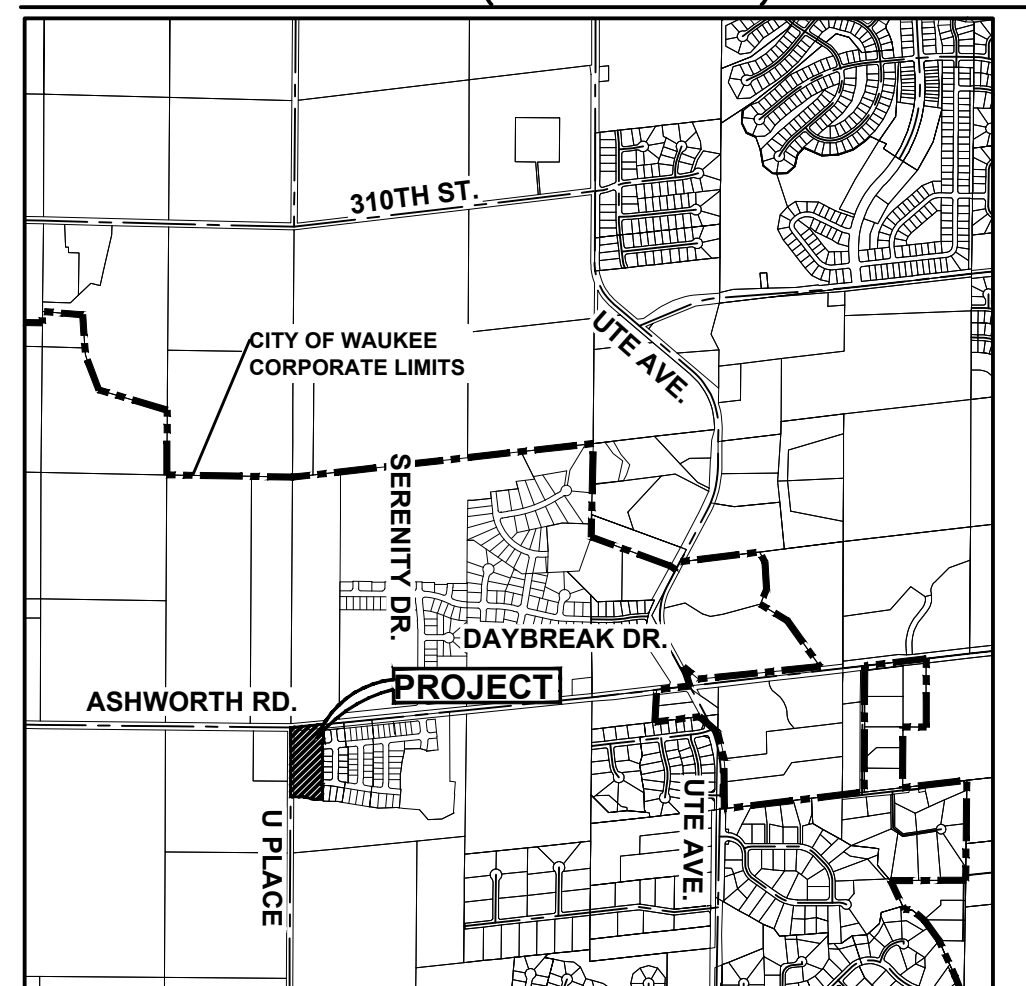 310TH ST.
UTE AVE.
CITY OF WAUKEE
CORPORATE LIMITS
SERENITY DR.
DAYBREAK DR.
PROJECT
ASHWORTH RD.
U PLACE
UTE AVE.